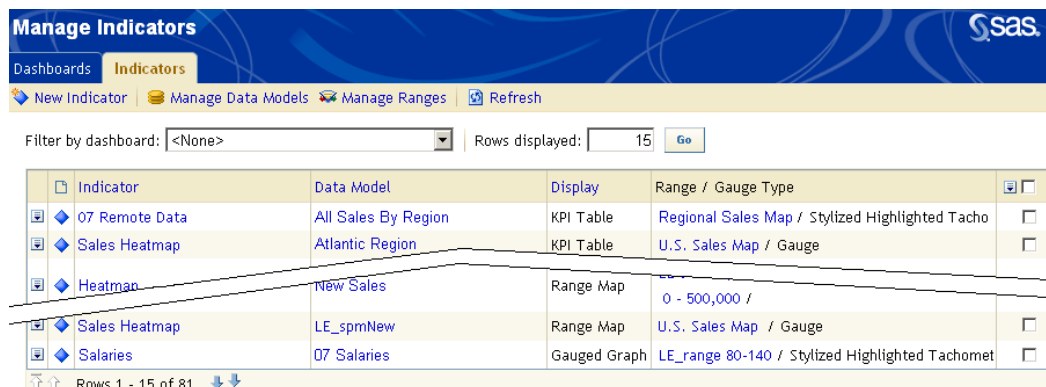 Manage Indicators
sas.
Dashboards Indicators
New Indicator Manage Data Models Manage Ranges Refresh
Filter by dashboard: <None> Rows displayed: 15 Go
Indicator Data Model Display Range / Gauge Type
07 Remote Data All Sales By Region KPI Table Regional Sales Map / Stylized Highlighted Tacho
Sales Heatmap Atlantic Region KPI Table U.S. Sales Map / Gauge
Heatmap New Sales Range Map
0 - 500,000 /
Sales Heatmap LE_spmNew Range Map U.S. Sales Map / Gauge
Salaries 07 Salaries Gauged Graph LE_range 80-140 / Stylized Highlighted Tachomet
Rows 1 - 15 of 81